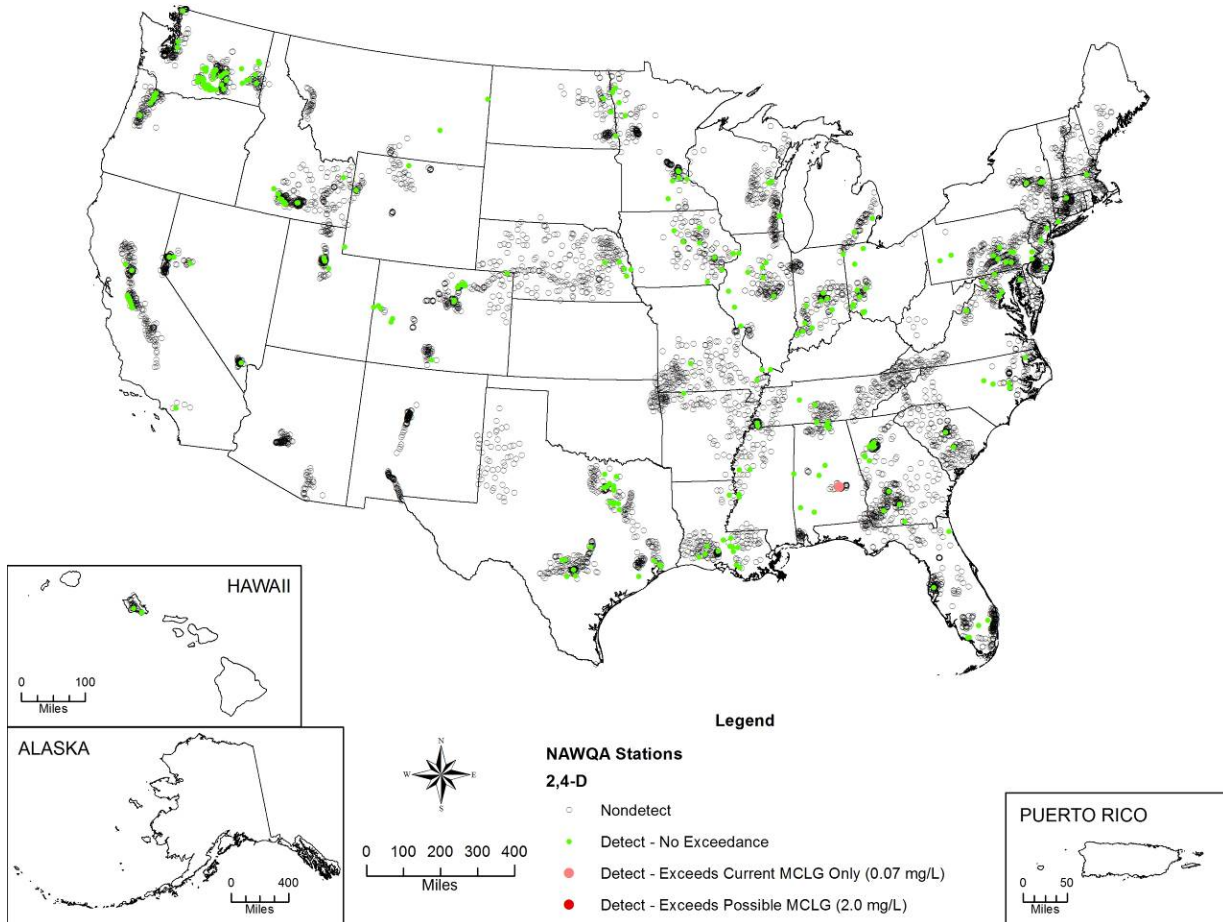 HAWAII
0 100
Miles
ALASKA
0 400
Miles
N
W E
S
0 100 200 300 400
Miles
Legend
NAWQA Stations
2,4-D
Nondetect
Detect - No Exceedance
Detect - Exceeds Current MCLG Only (0.07 mg/L)
Detect - Exceeds Possible MCLG (2.0 mg/L)
PUERTO RICO
0 50
Miles